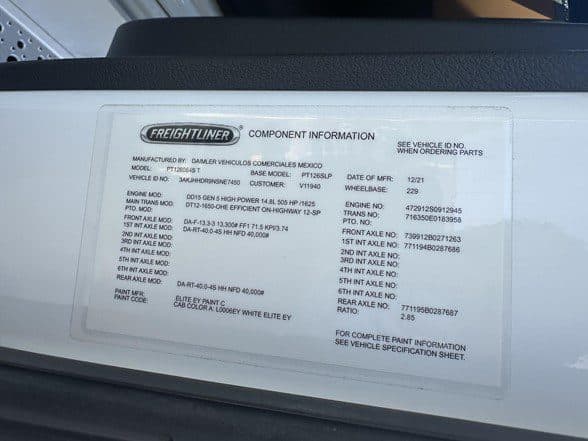 FREIGHTLINER® COMPONENT INFORMATION
SEE VEHICLE ID NO.
WHEN ORDERING PARTS
MANUFACTURED BY: DAIMLER VEHICULOS COMERCIALES MEXICO
MODEL: PT126064S T BASE MODEL: PT126SLP DATE OF MFR: 12/21
VEHICLE ID NO: 3AKJHHDR9NSNE7450 CUSTOMER: V11940 WHEELBASE: 229
ENGINE MOD: DD15 GEN 5 HIGH POWER 14.8L 505 HP /1625 ENGINE NO: 472912S0912945
MAIN TRANS MOD: DT12-1650-OHE EFFICIENT ON-HIGHWAY 12-SP TRANS NO: 716350E0183958
PTO. MOD: PTO. NO:
FRONT AXLE MOD: DA-F-13.3-3 13,300# FF1 71.5 KPI/3.74 FRONT AXLE NO: 739912B0271263
1ST INT AXLE MOD: DA-RT-40.0-4S HH NFD 40,000# 1ST INT AXLE NO: 771194B0287686
2ND INT AXLE MOD: 2ND INT AXLE NO:
3RD INT AXLE MOD: 3RD INT AXLE NO:
4TH INT AXLE MOD: 4TH INT AXLE NO:
5TH INT AXLE MOD: 5TH INT AXLE NO:
6TH INT AXLE MOD: 6TH INT AXLE NO:
REAR AXLE MOD: DA-RT-40.0-4S HH NFD 40,000# REAR AXLE NO: 771195B0287687
RATIO: 2.85
PAINT MFR: ELITE EY PAINT C
PAINT CODE: CAB COLOR A: L0006EY WHITE ELITE EY
FOR COMPLETE PAINT INFORMATION
SEE VEHICLE SPECIFICATION SHEET.